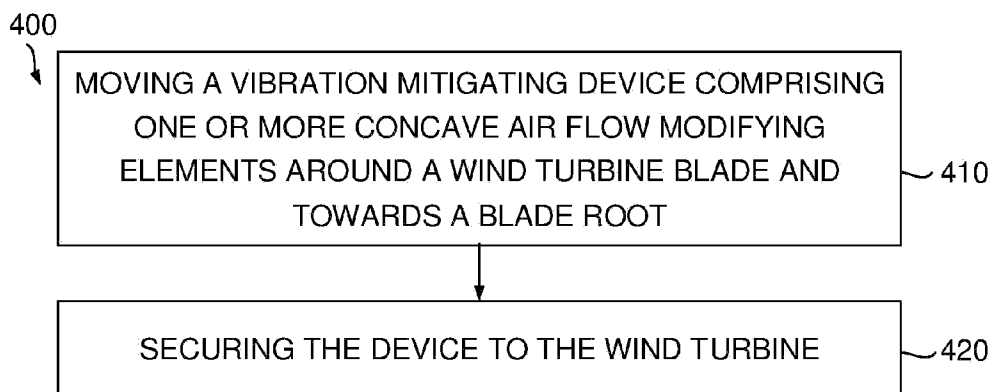 400
MOVING A VIBRATION MITIGATING DEVICE COMPRISING
ONE OR MORE CONCAVE AIR FLOW MODIFYING
ELEMENTS AROUND A WIND TURBINE BLADE AND
TOWARDS A BLADE ROOT
410
SECURING THE DEVICE TO THE WIND TURBINE
420